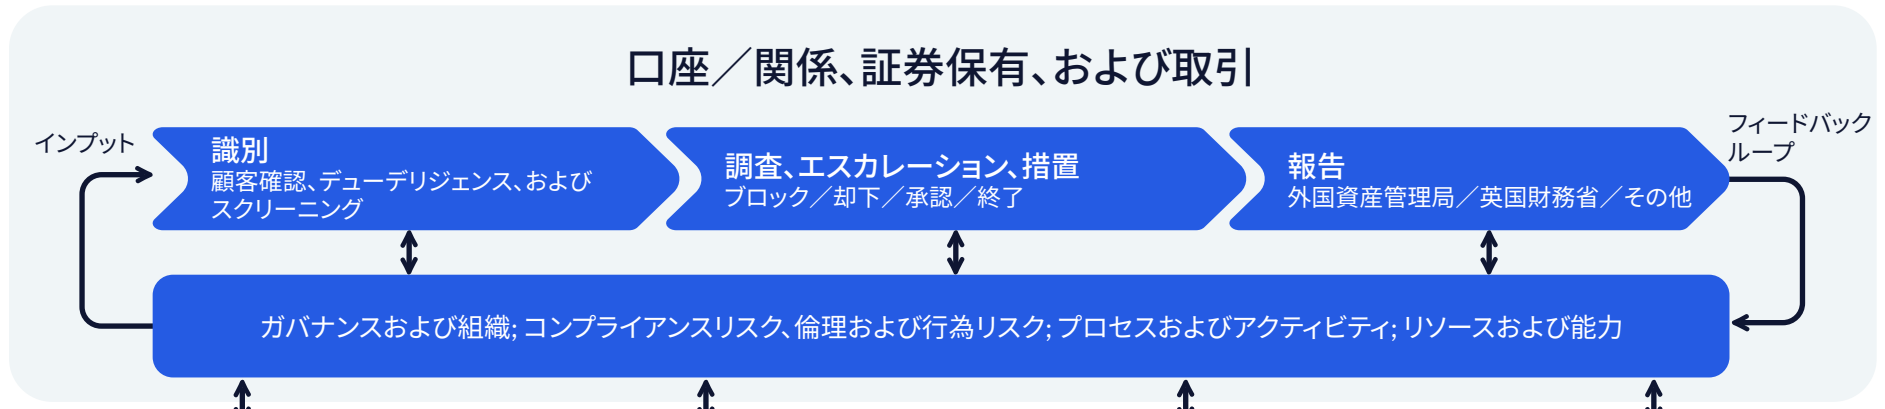 口座／関係、証券保有、および取引
インプット
フィードバック
ループ
識別
顧客確認、デューデリジェンス、および
スクリーニング
調査、エスカレーション、措置
ブロック／却下／承認／終了
報告
外国資産管理局／英国財務省／その他
ガバナンスおよび組織; コンプライアンスリスク、倫理および行為リスク; プロセスおよびアクティビティ; リソースおよび能力